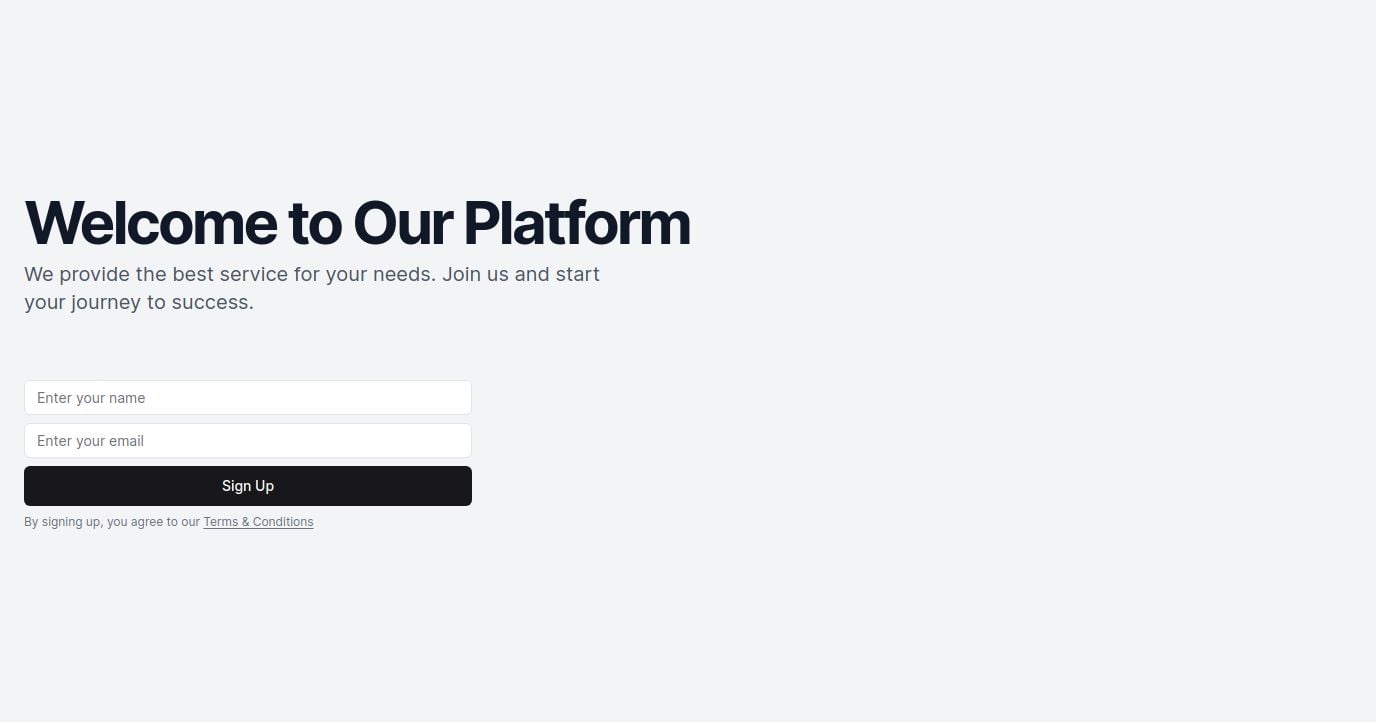 Welcome to Our Platform
We provide the best service for your needs. Join us and start
your journey to success.
Enter your name
Enter your email
Sign Up
By signing up, you agree to our Terms & Conditions